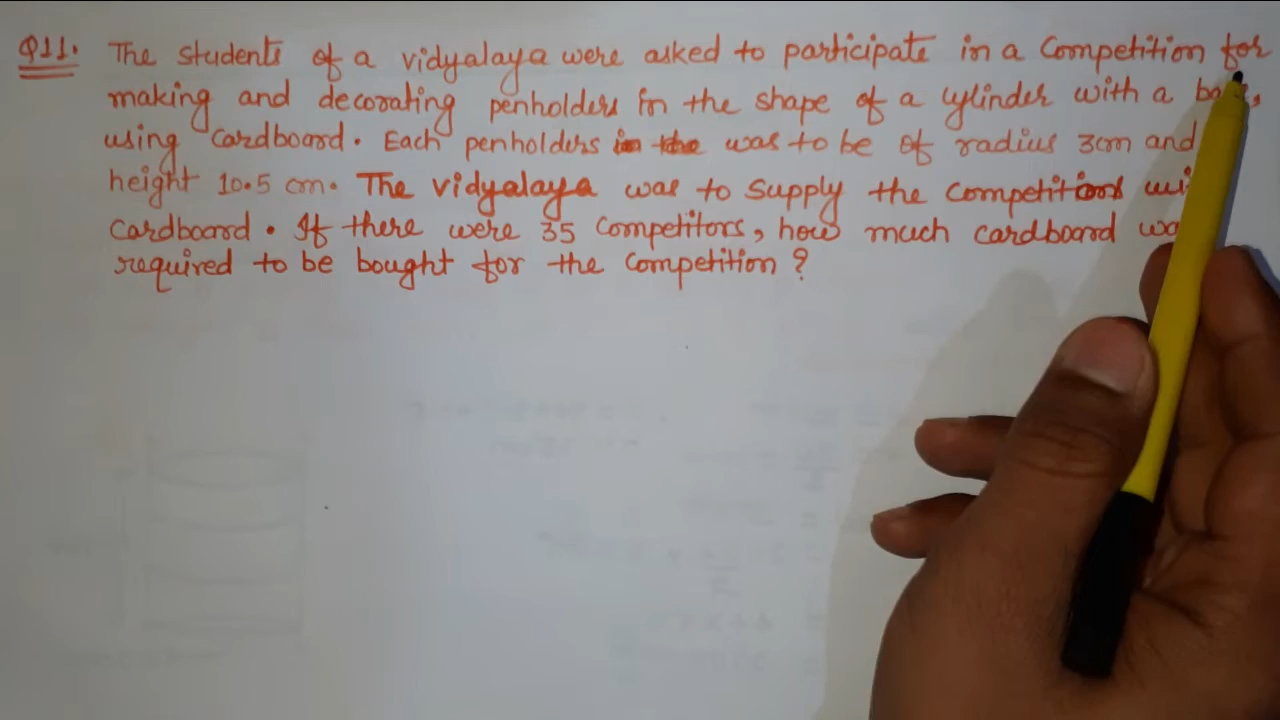 Q11. The students of a vidyalaya were asked to participate in a competition for
making and decorating penholders in the shape of a cylinder with a
using cardboard. Each penholders was to be of radius 3cm and
height 10.5 cm. The vidyalaya was to supply the competitors
cardboard. If there were 35 competitors, how much cardboard
required to be bought for the competition?